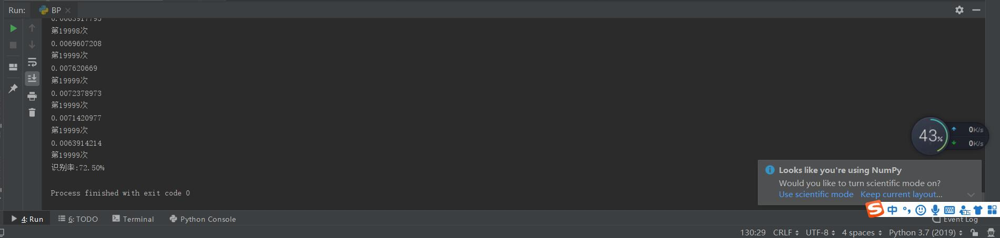 Run:
BP
0.0063917795
第19998次
0.0069607208
第19999次
0.007620669
第19999次
0.0072378973
第19999次
0.0071420977
第19999次
0.0063914214
第19999次
识别率:72.50%
Process finished with exit code 0
43%
0K/s
0K/s
Looks like you're using NumPy
Would you like to turn scientific mode on?
Use scientific mode Keep current layout...
中
4: Run 6: TODO Terminal Python Console Event Log
130:29 CRLF UTF-8 4 spaces Python 3.7 (2019)